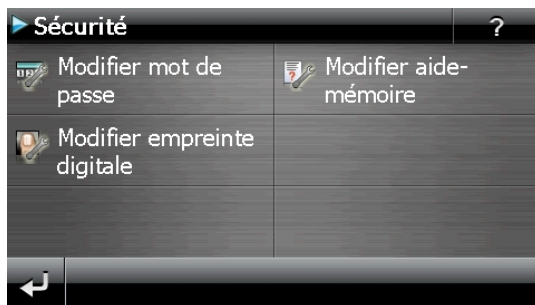 Sécurité
?
Modifier mot de
passe
Modifier aide-
mémoire
Modifier empreinte
digitale